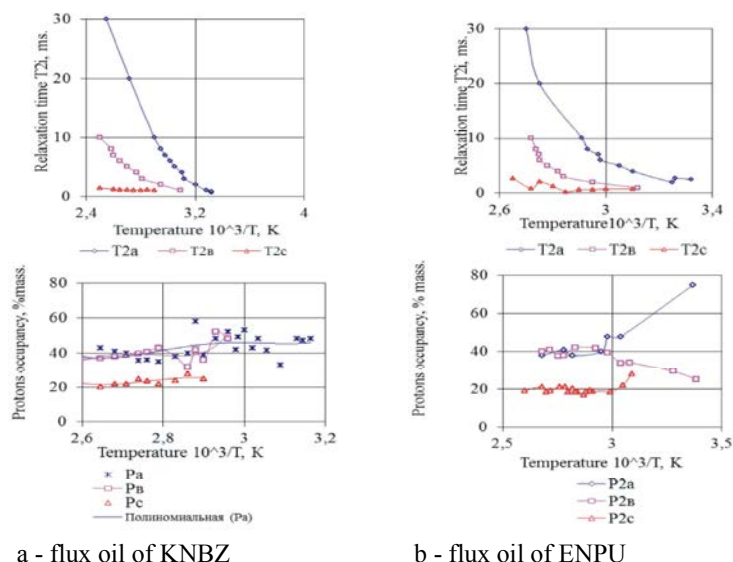 Relaxation time T2i, ms.
30
20
10
0
2,4
3,2
4
Temperature 10^3/T, K
T2a
T2в
T2c
Relaxation time T2i, ms.
30
20
10
0
2,6
3
3,4
Temperature 10^3/T, K
T2a
T2в
T2c
Protons occupancy, %mass.
80
60
40
20
0
2,6
2,8
3
3,2
Temperature 10^3/T, K
Pa
Pв
Pc
Полиномиальная (Pa)
Protons occupancy, % mass.
80
60
40
20
0
2,5
3
3,5
Temperature 10^3/T, K
P2a
P2в
P2c
a - flux oil of KNBZ
b - flux oil of ENPU